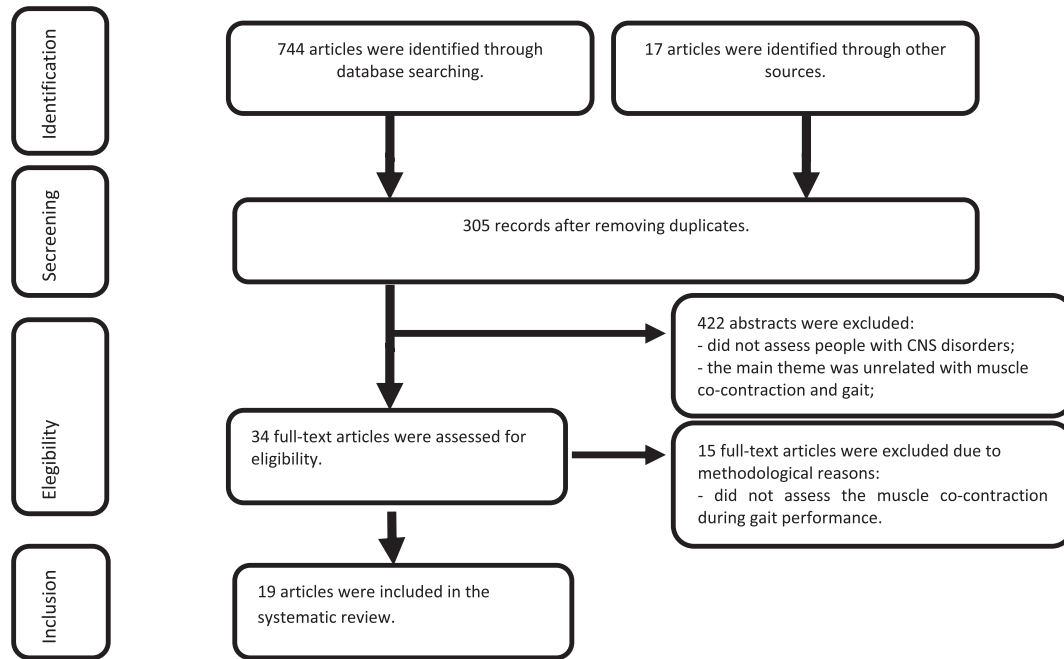 Identification
744 articles were identified through
database searching.
17 articles were identified through other
sources.
Secreening
305 records after removing duplicates.
422 abstracts were excluded:
- did not assess people with CNS disorders;
- the main theme was unrelated with muscle
co-contraction and gait;
Elegibility
34 full-text articles were assessed for
eligibility.
15 full-text articles were excluded due to
methodological reasons:
- did not assess the muscle co-contraction
during gait performance.
Inclusion
19 articles were included in the
systematic review.